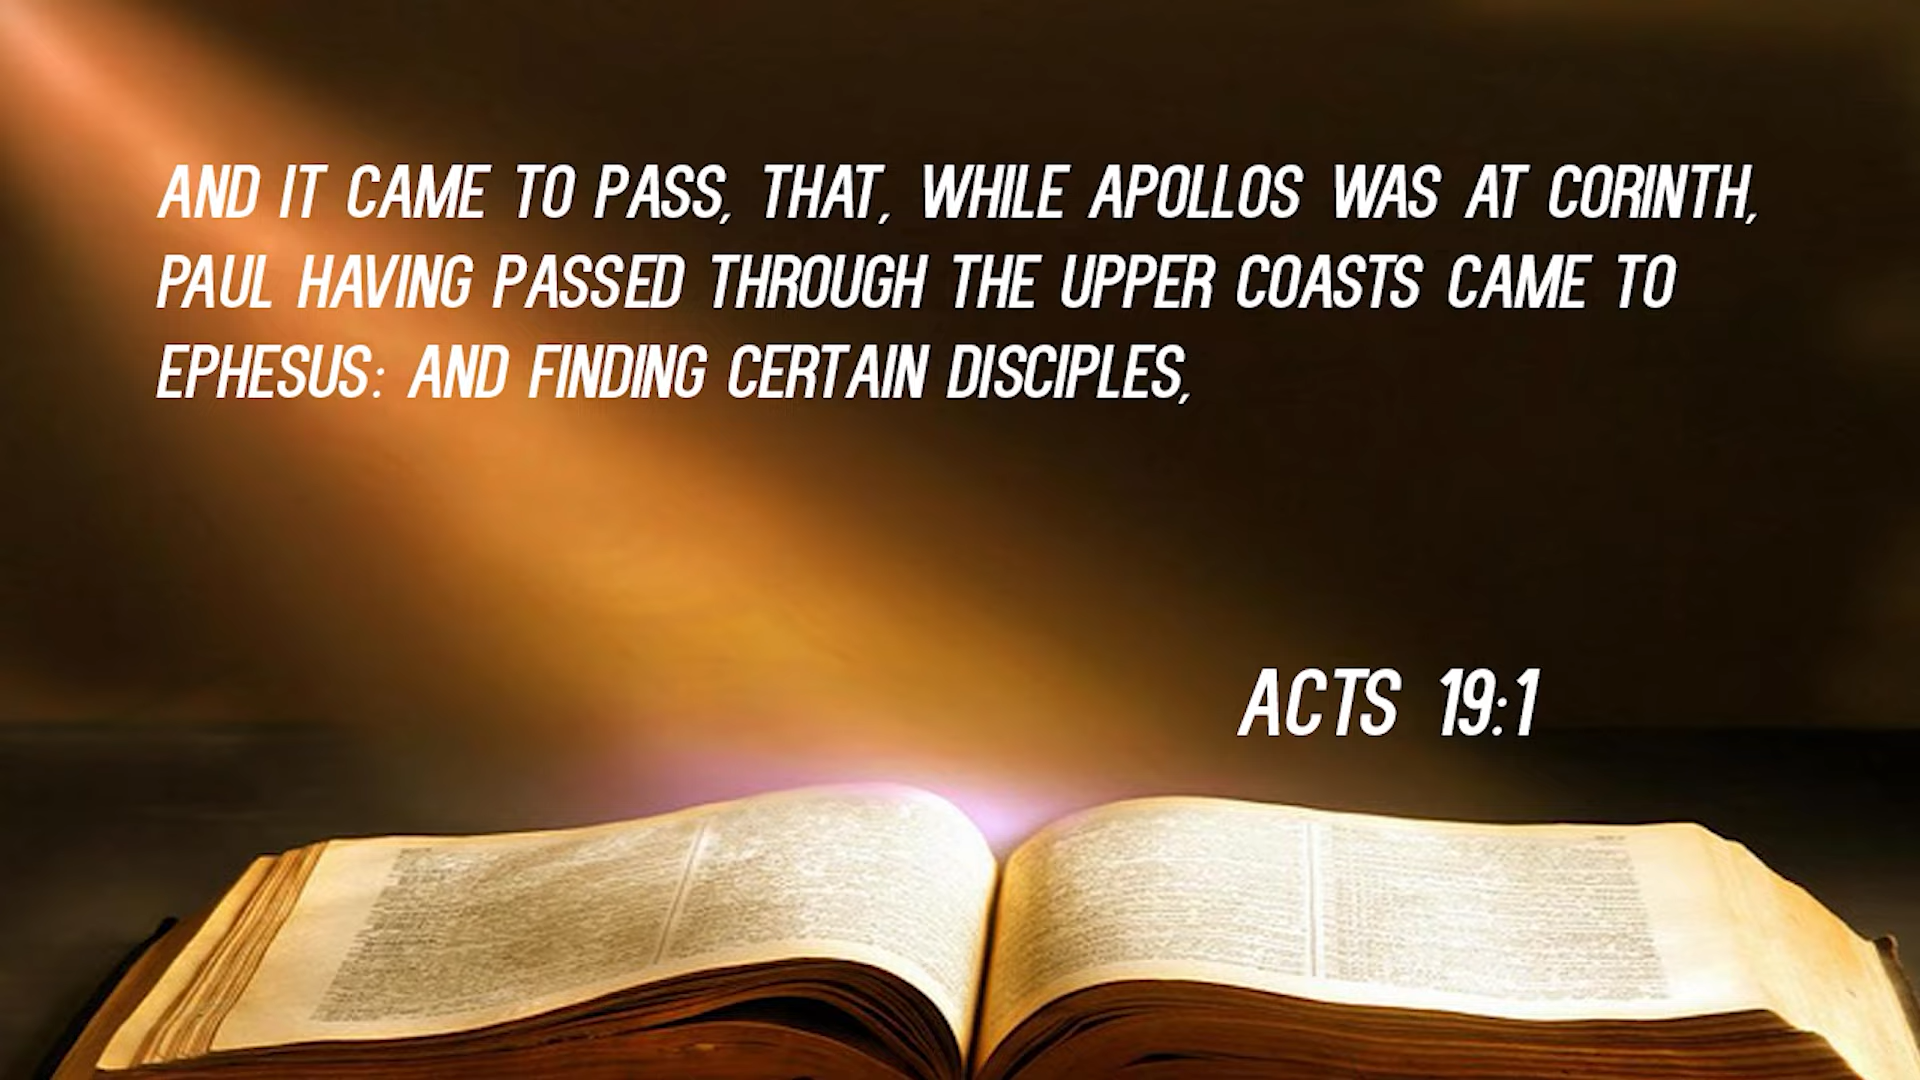 AND IT CAME TO PASS, THAT, WHILE APOLLOS WAS AT CORINTH,
PAUL HAVING PASSED THROUGH THE UPPER COASTS CAME TO
EPHESUS: AND FINDING CERTAIN DISCIPLES,
ACTS 19:1